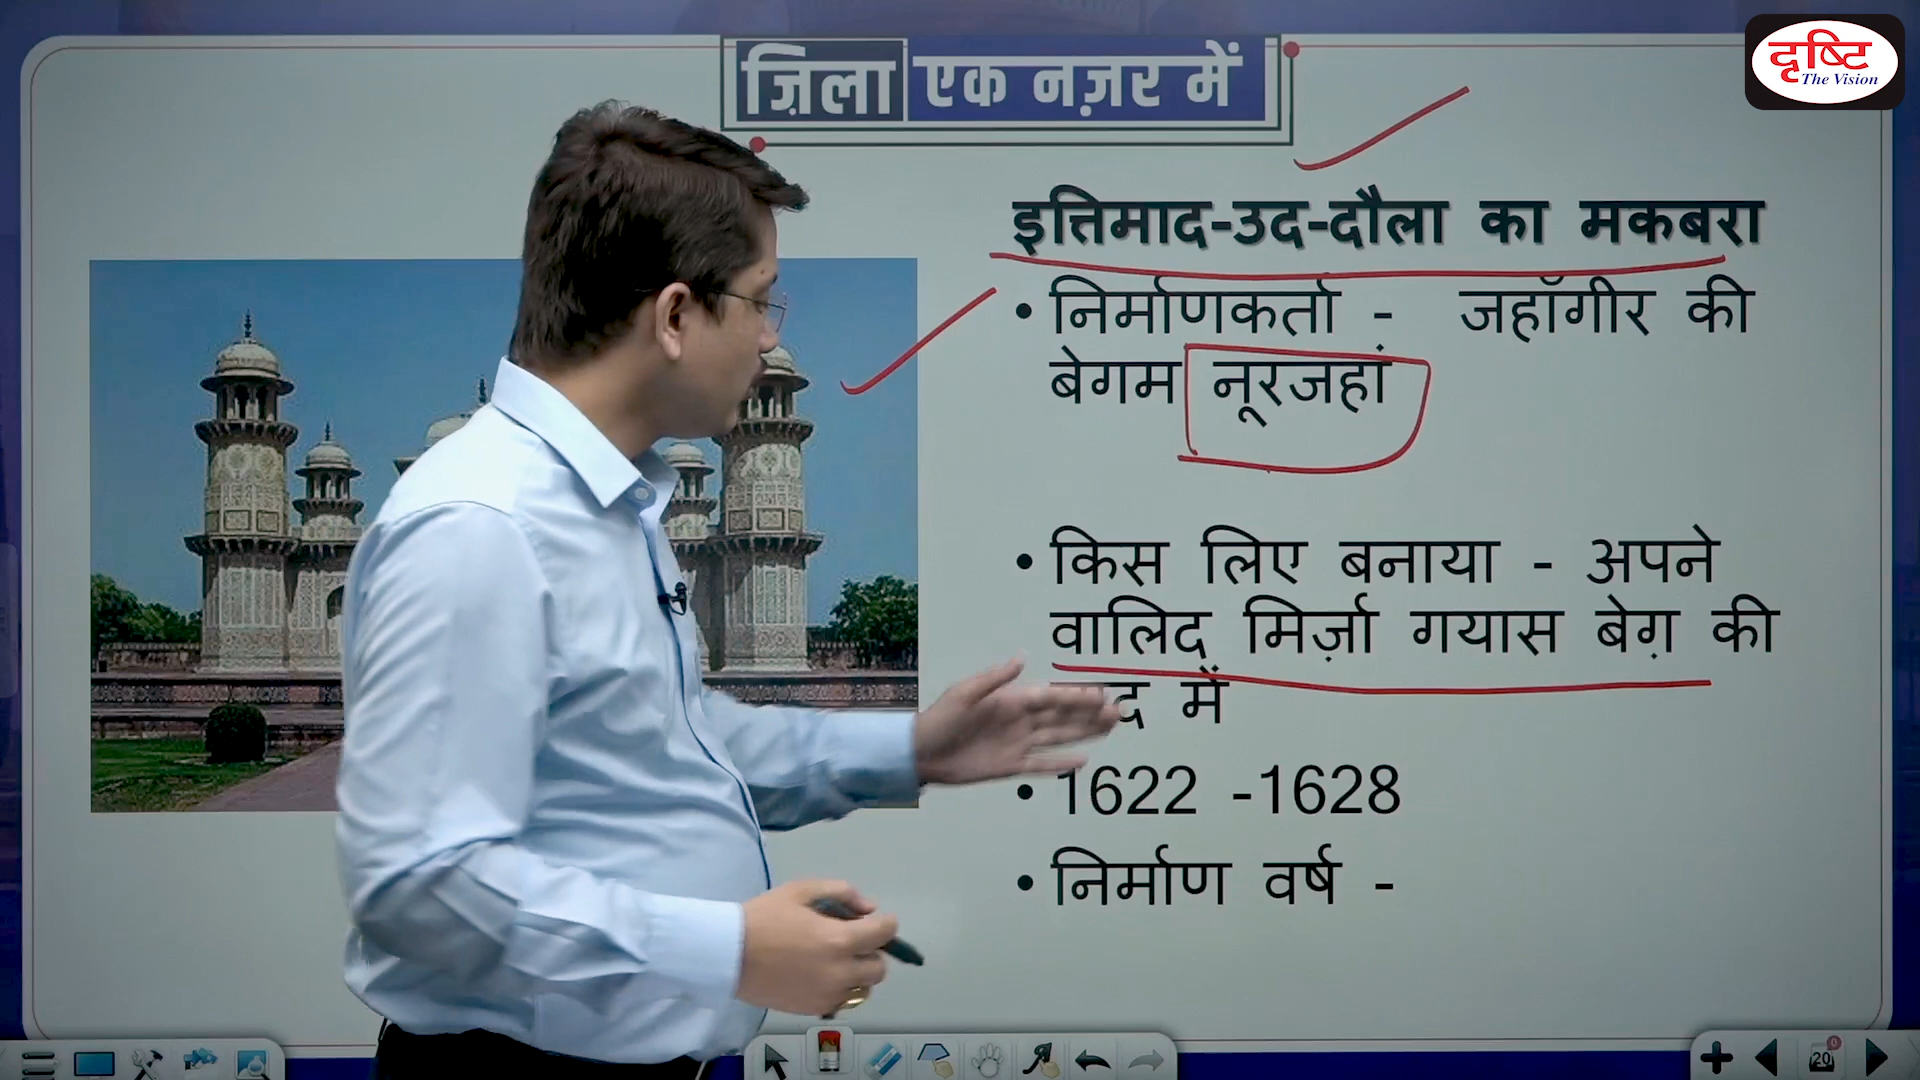 ज़िला एक नज़र में
दृष्टि
The Vision
इत्तिमाद-उद-दौला का मकबरा
• निर्माणकर्ता - जहाँगीर की
बेगम नूरजहां
• किस लिए बनाया - अपने
वालिद मिर्ज़ा गयास बेग़ की
में
• 1622 -1628
• निर्माण वर्ष -
20